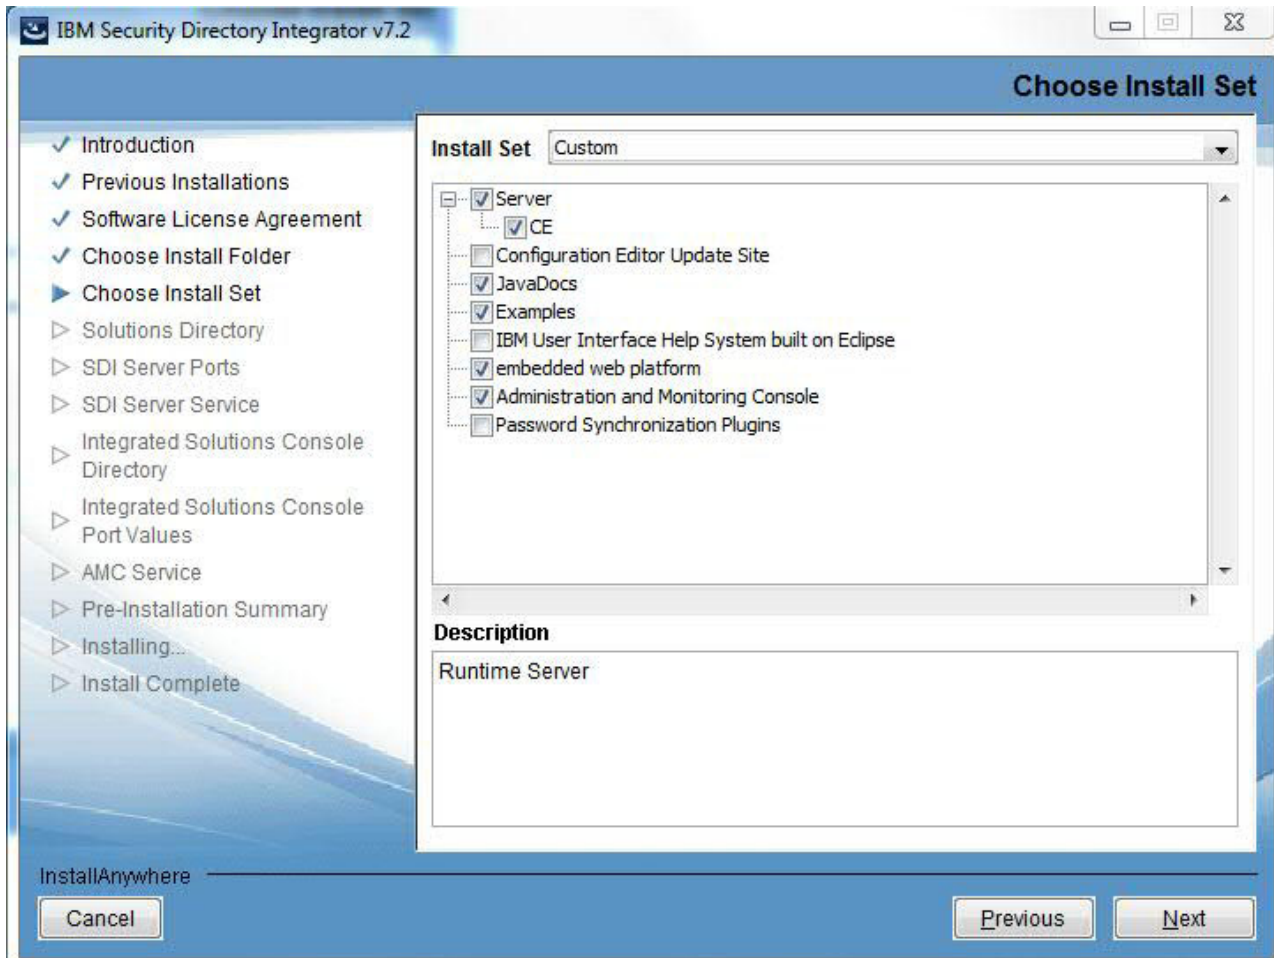 IBM Security Directory Integrator v7.2
Choose Install Set
Introduction
Previous Installations
Software License Agreement
Choose Install Folder
Choose Install Set
Solutions Directory
SDI Server Ports
SDI Server Service
Integrated Solutions Console
Directory
Integrated Solutions Console
Port Values
AMC Service
Pre-Installation Summary
Installing...
Install Complete
Install Set Custom
Server
CE
Configuration Editor Update Site
JavaDocs
Examples
IBM User Interface Help System built on Eclipse
embedded web platform
Administration and Monitoring Console
Password Synchronization Plugins
Description
Runtime Server
InstallAnywhere
Cancel
Previous
Next